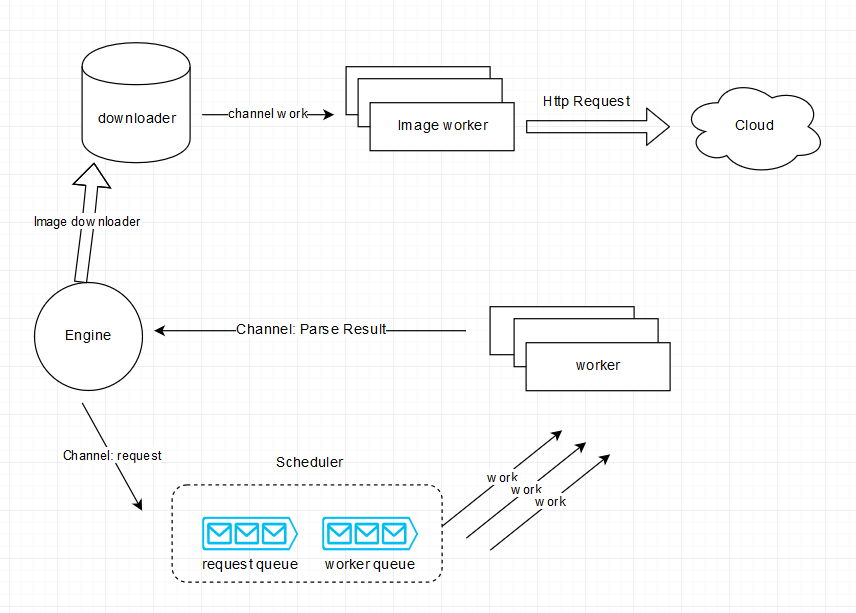 downloader
channel work
Image worker
Http Request
Cloud
Image downloader
Engine
Channel: Parse Result
worker
Channel: request
Scheduler
work
work
work
request queue
worker queue